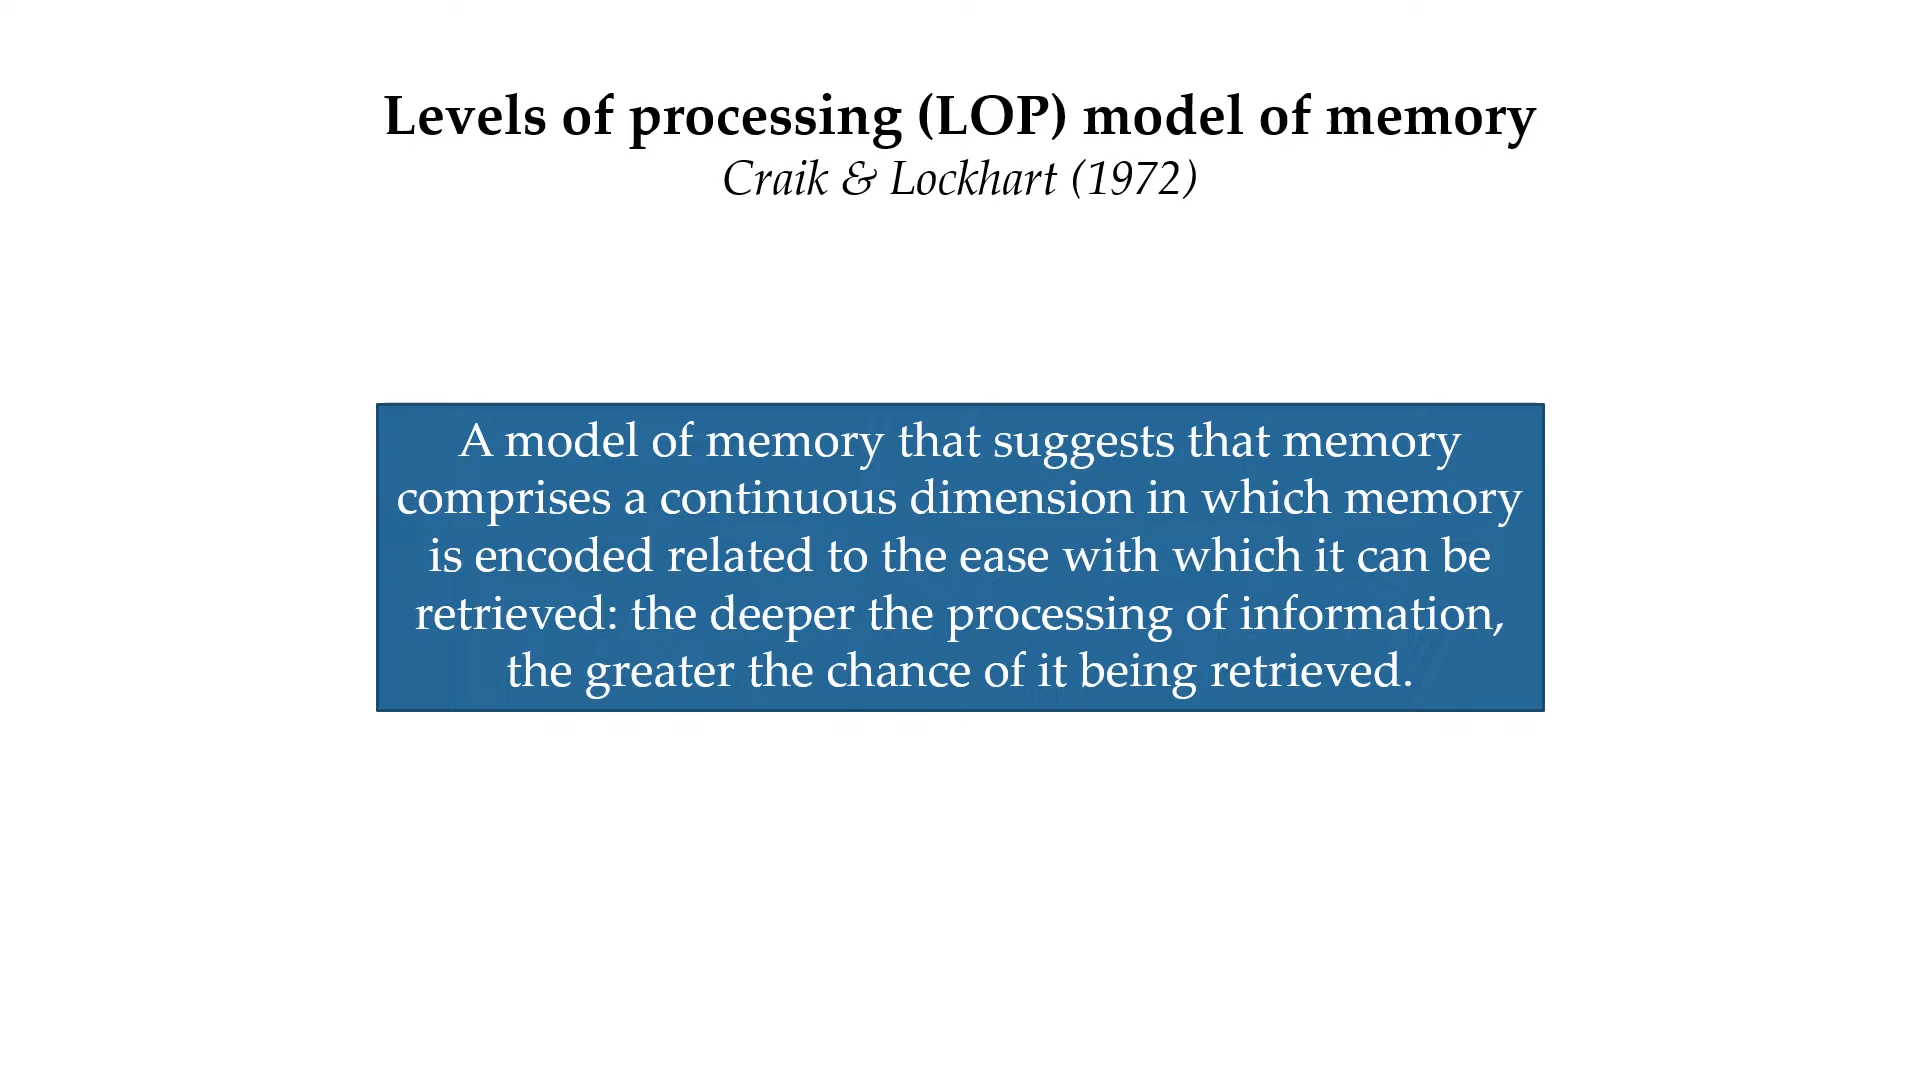 Levels of processing (LOP) model of memory
Craik & Lockhart (1972)
A model of memory that suggests that memory
comprises a continuous dimension in which memory
is encoded related to the ease with which it can be
retrieved: the deeper the processing of information,
the greater the chance of it being retrieved.